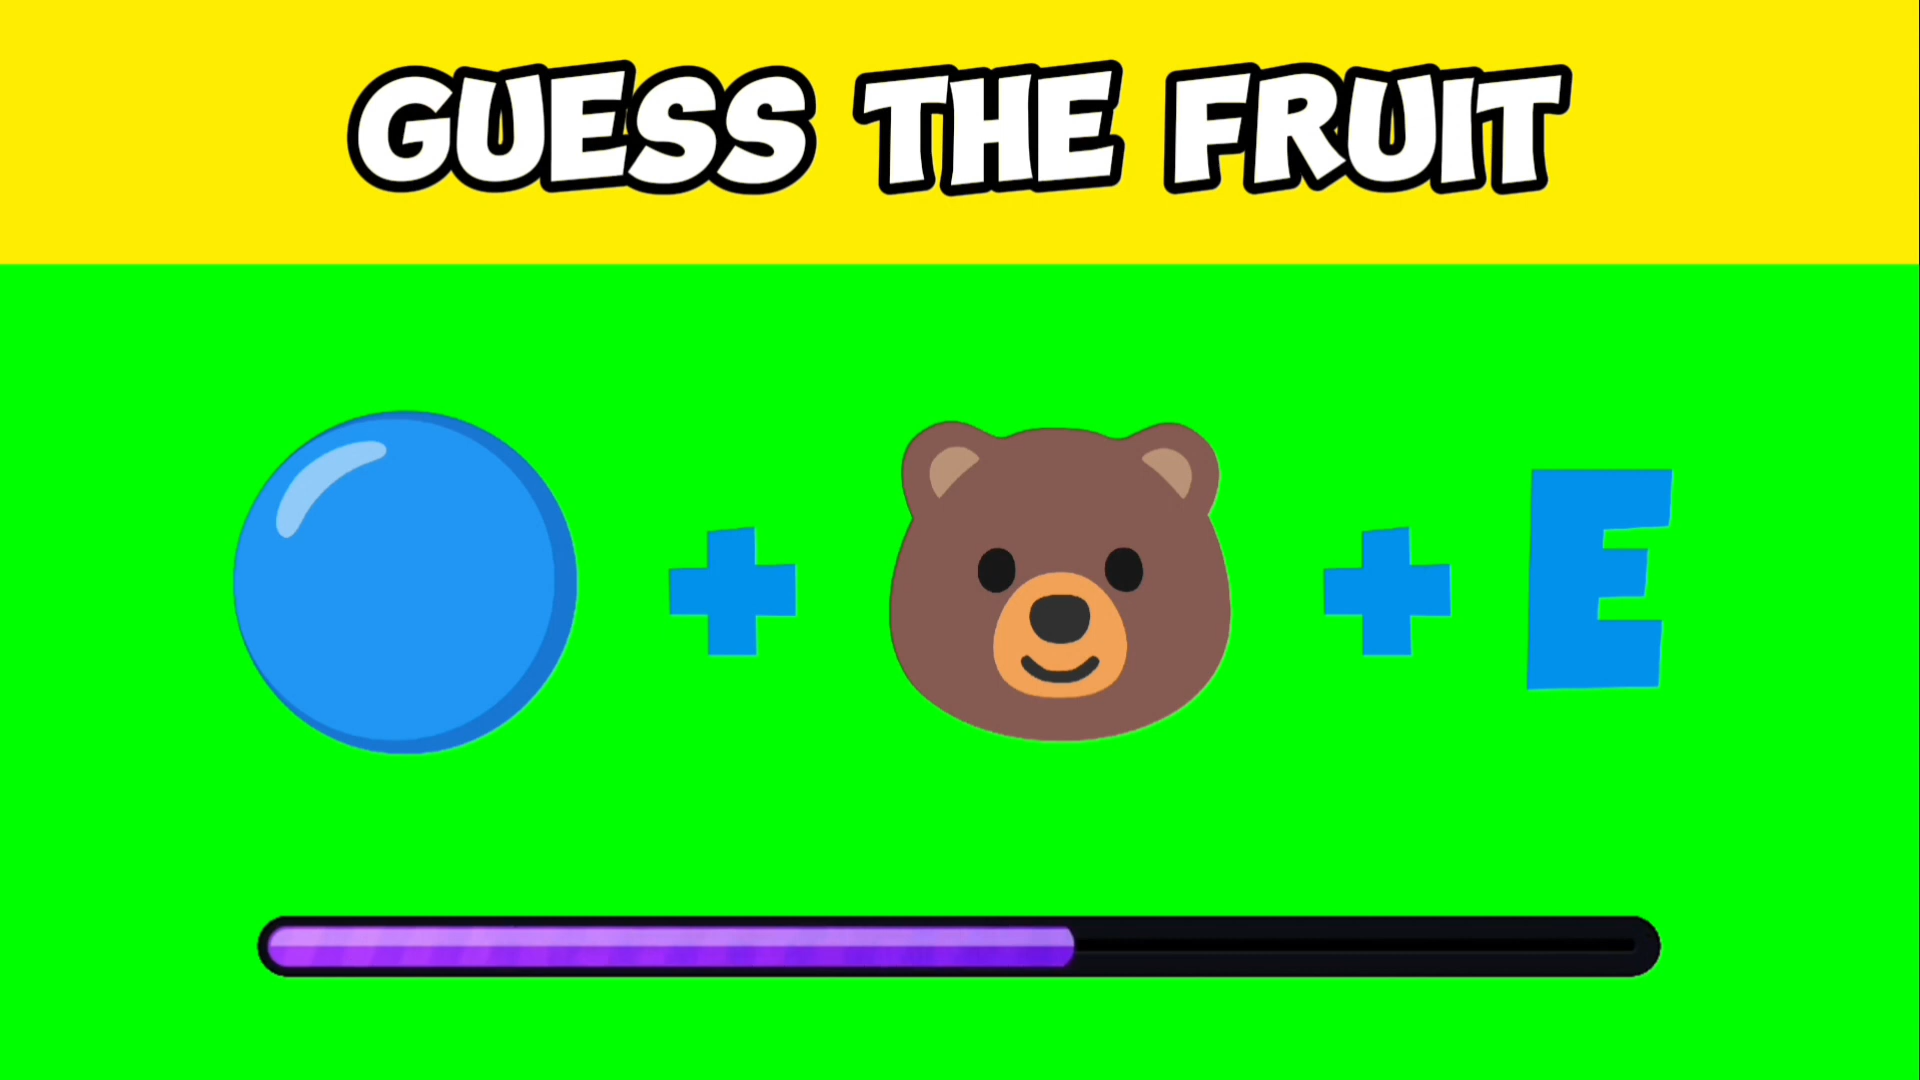 GUESS THE FRUIT
+ + E